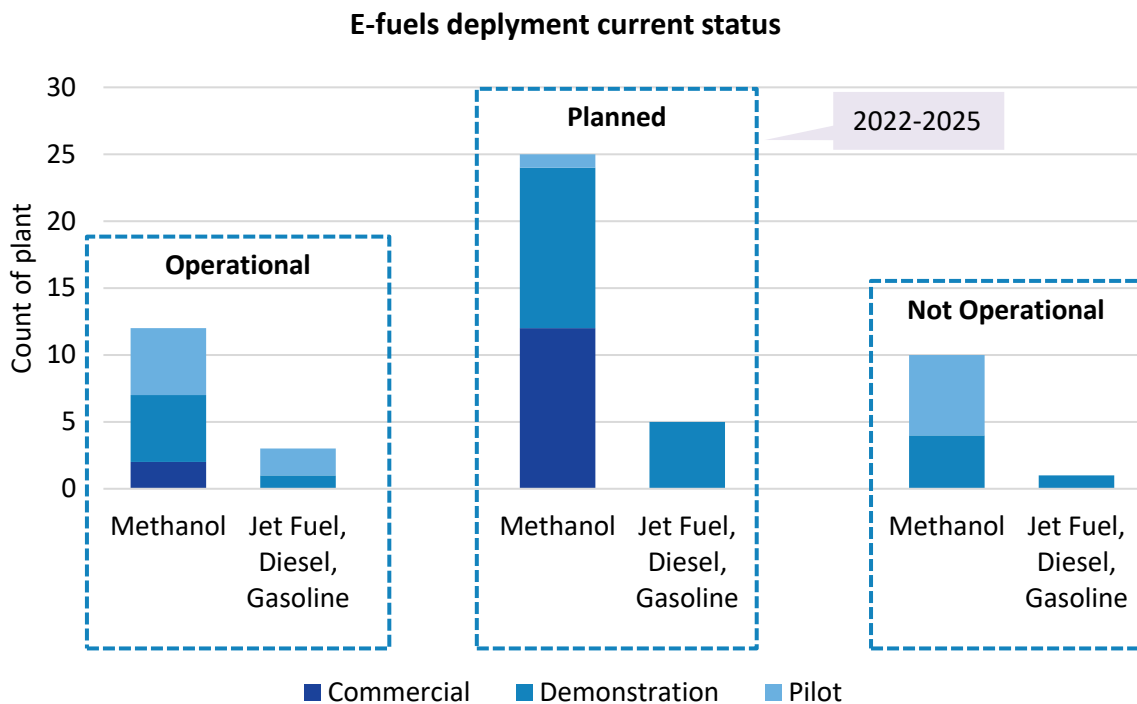 E-fuels deplyment current status
Count of plant
30
25
20
15
10
5
0
Operational
Planned
2022-2025
Not Operational
Methanol
Jet Fuel,
Diesel,
Gasoline
Methanol
Jet Fuel,
Diesel,
Gasoline
Methanol
Jet Fuel,
Diesel,
Gasoline
Commercial
Demonstration
Pilot